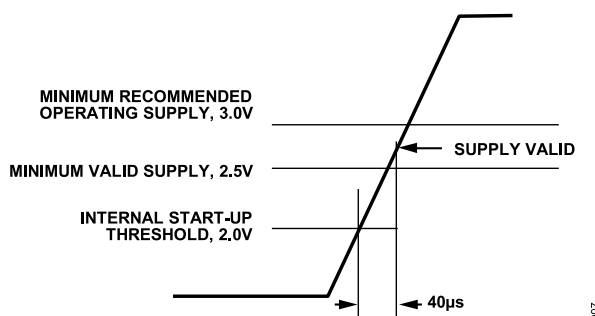 MINIMUM RECOMMENDED
OPERATING SUPPLY, 3.0V
SUPPLY VALID
MINIMUM VALID SUPPLY, 2.5V
INTERNAL START-UP
THRESHOLD, 2.0V
40µs